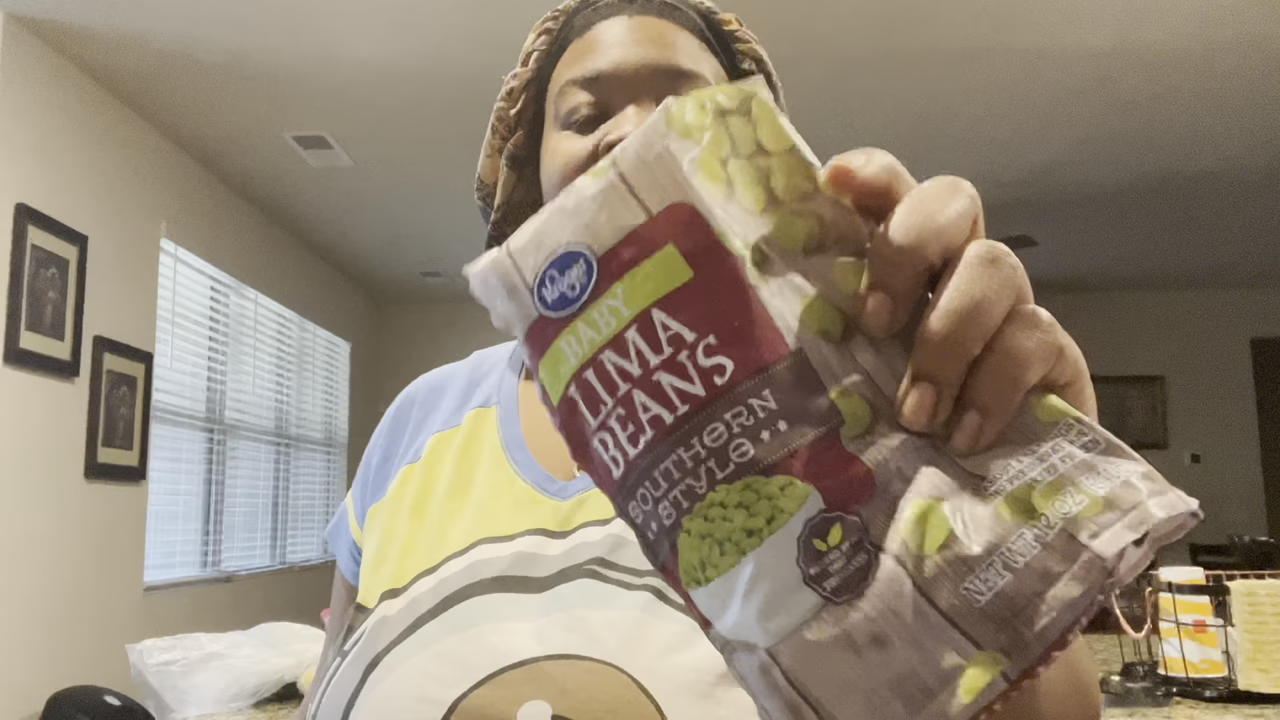 Kroger
BABY
LIMA
BEANS
SOUTHERN
STYLE
NET WT 12 OZ